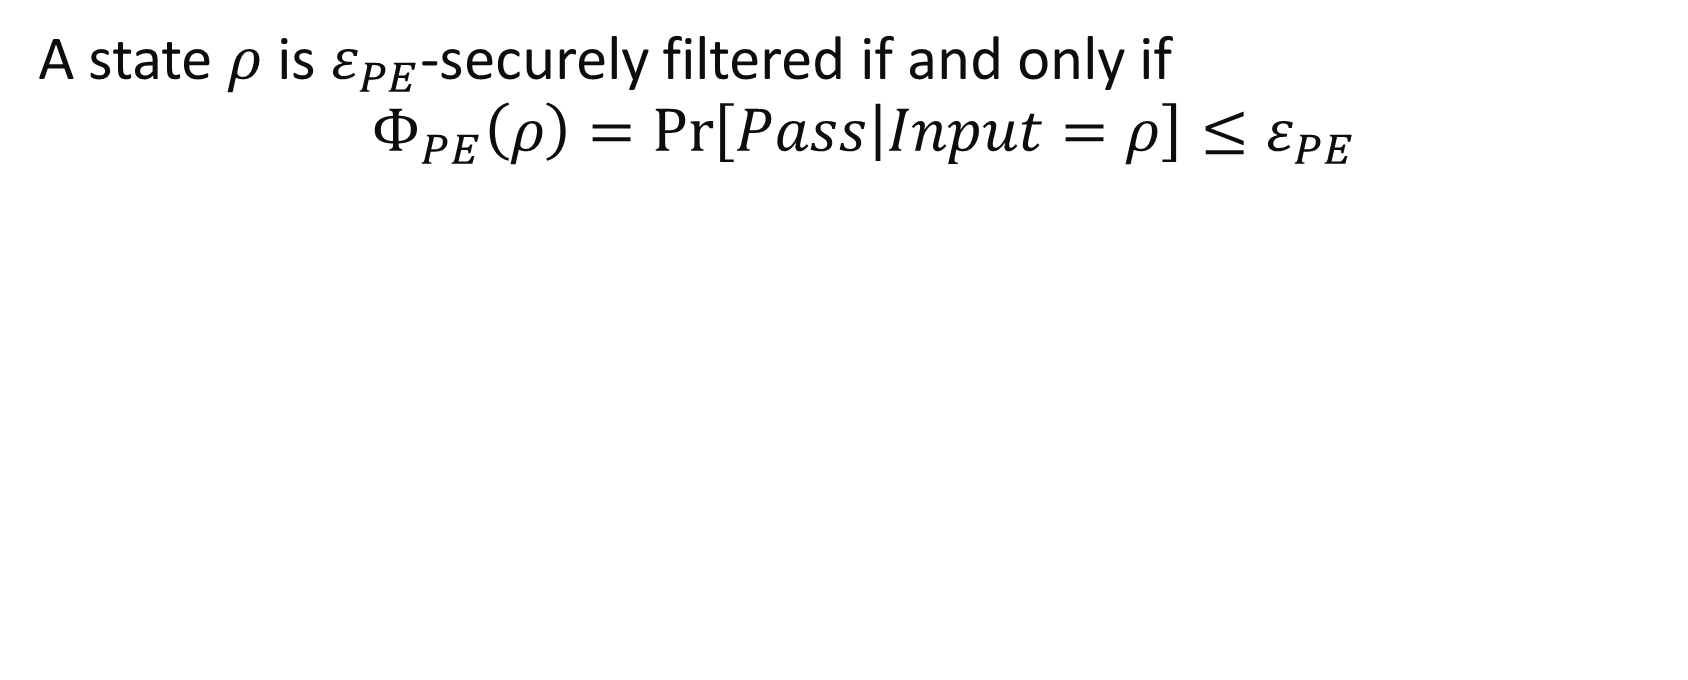 A state ρ is ε_PE-securely filtered if and only if
Φ_PE(ρ) = Pr[Pass|Input = ρ] ≤ ε_PE